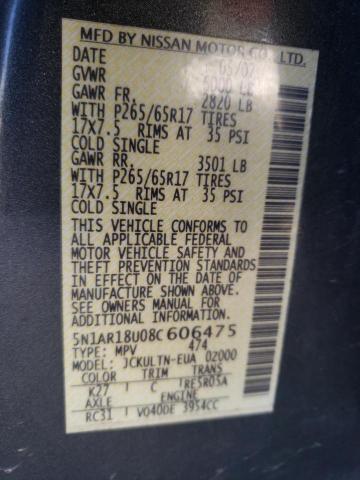 MFD BY NISSAN MOTOR CO., LTD.
DATE 05/07
GVWR LB
GAWR FR. 2820 LB
WITH P265/65R17 TIRES
17X7.5 RIMS AT 35 PSI
COLD SINGLE
GAWR RR. 3501 LB
WITH P265/65R17 TIRES
17X7.5 RIMS AT 35 PSI
COLD SINGLE
THIS VEHICLE CONFORMS TO
ALL APPLICABLE FEDERAL
MOTOR VEHICLE SAFETY AND
THEFT PREVENTION STANDARDS
IN EFFECT ON THE DATE OF
MANUFACTURE SHOWN ABOVE.
SEE OWNERS MANUAL FOR
ADDITIONAL INFORMATION.
5N1AR18U08C606475
TYPE: MPV 474
MODEL: JCKULTN-EUA 02000
COLOR TRIM TRANS
K27 C RE5R05A
AXLE ENGINE
RC31 VQ40DE 3954CC